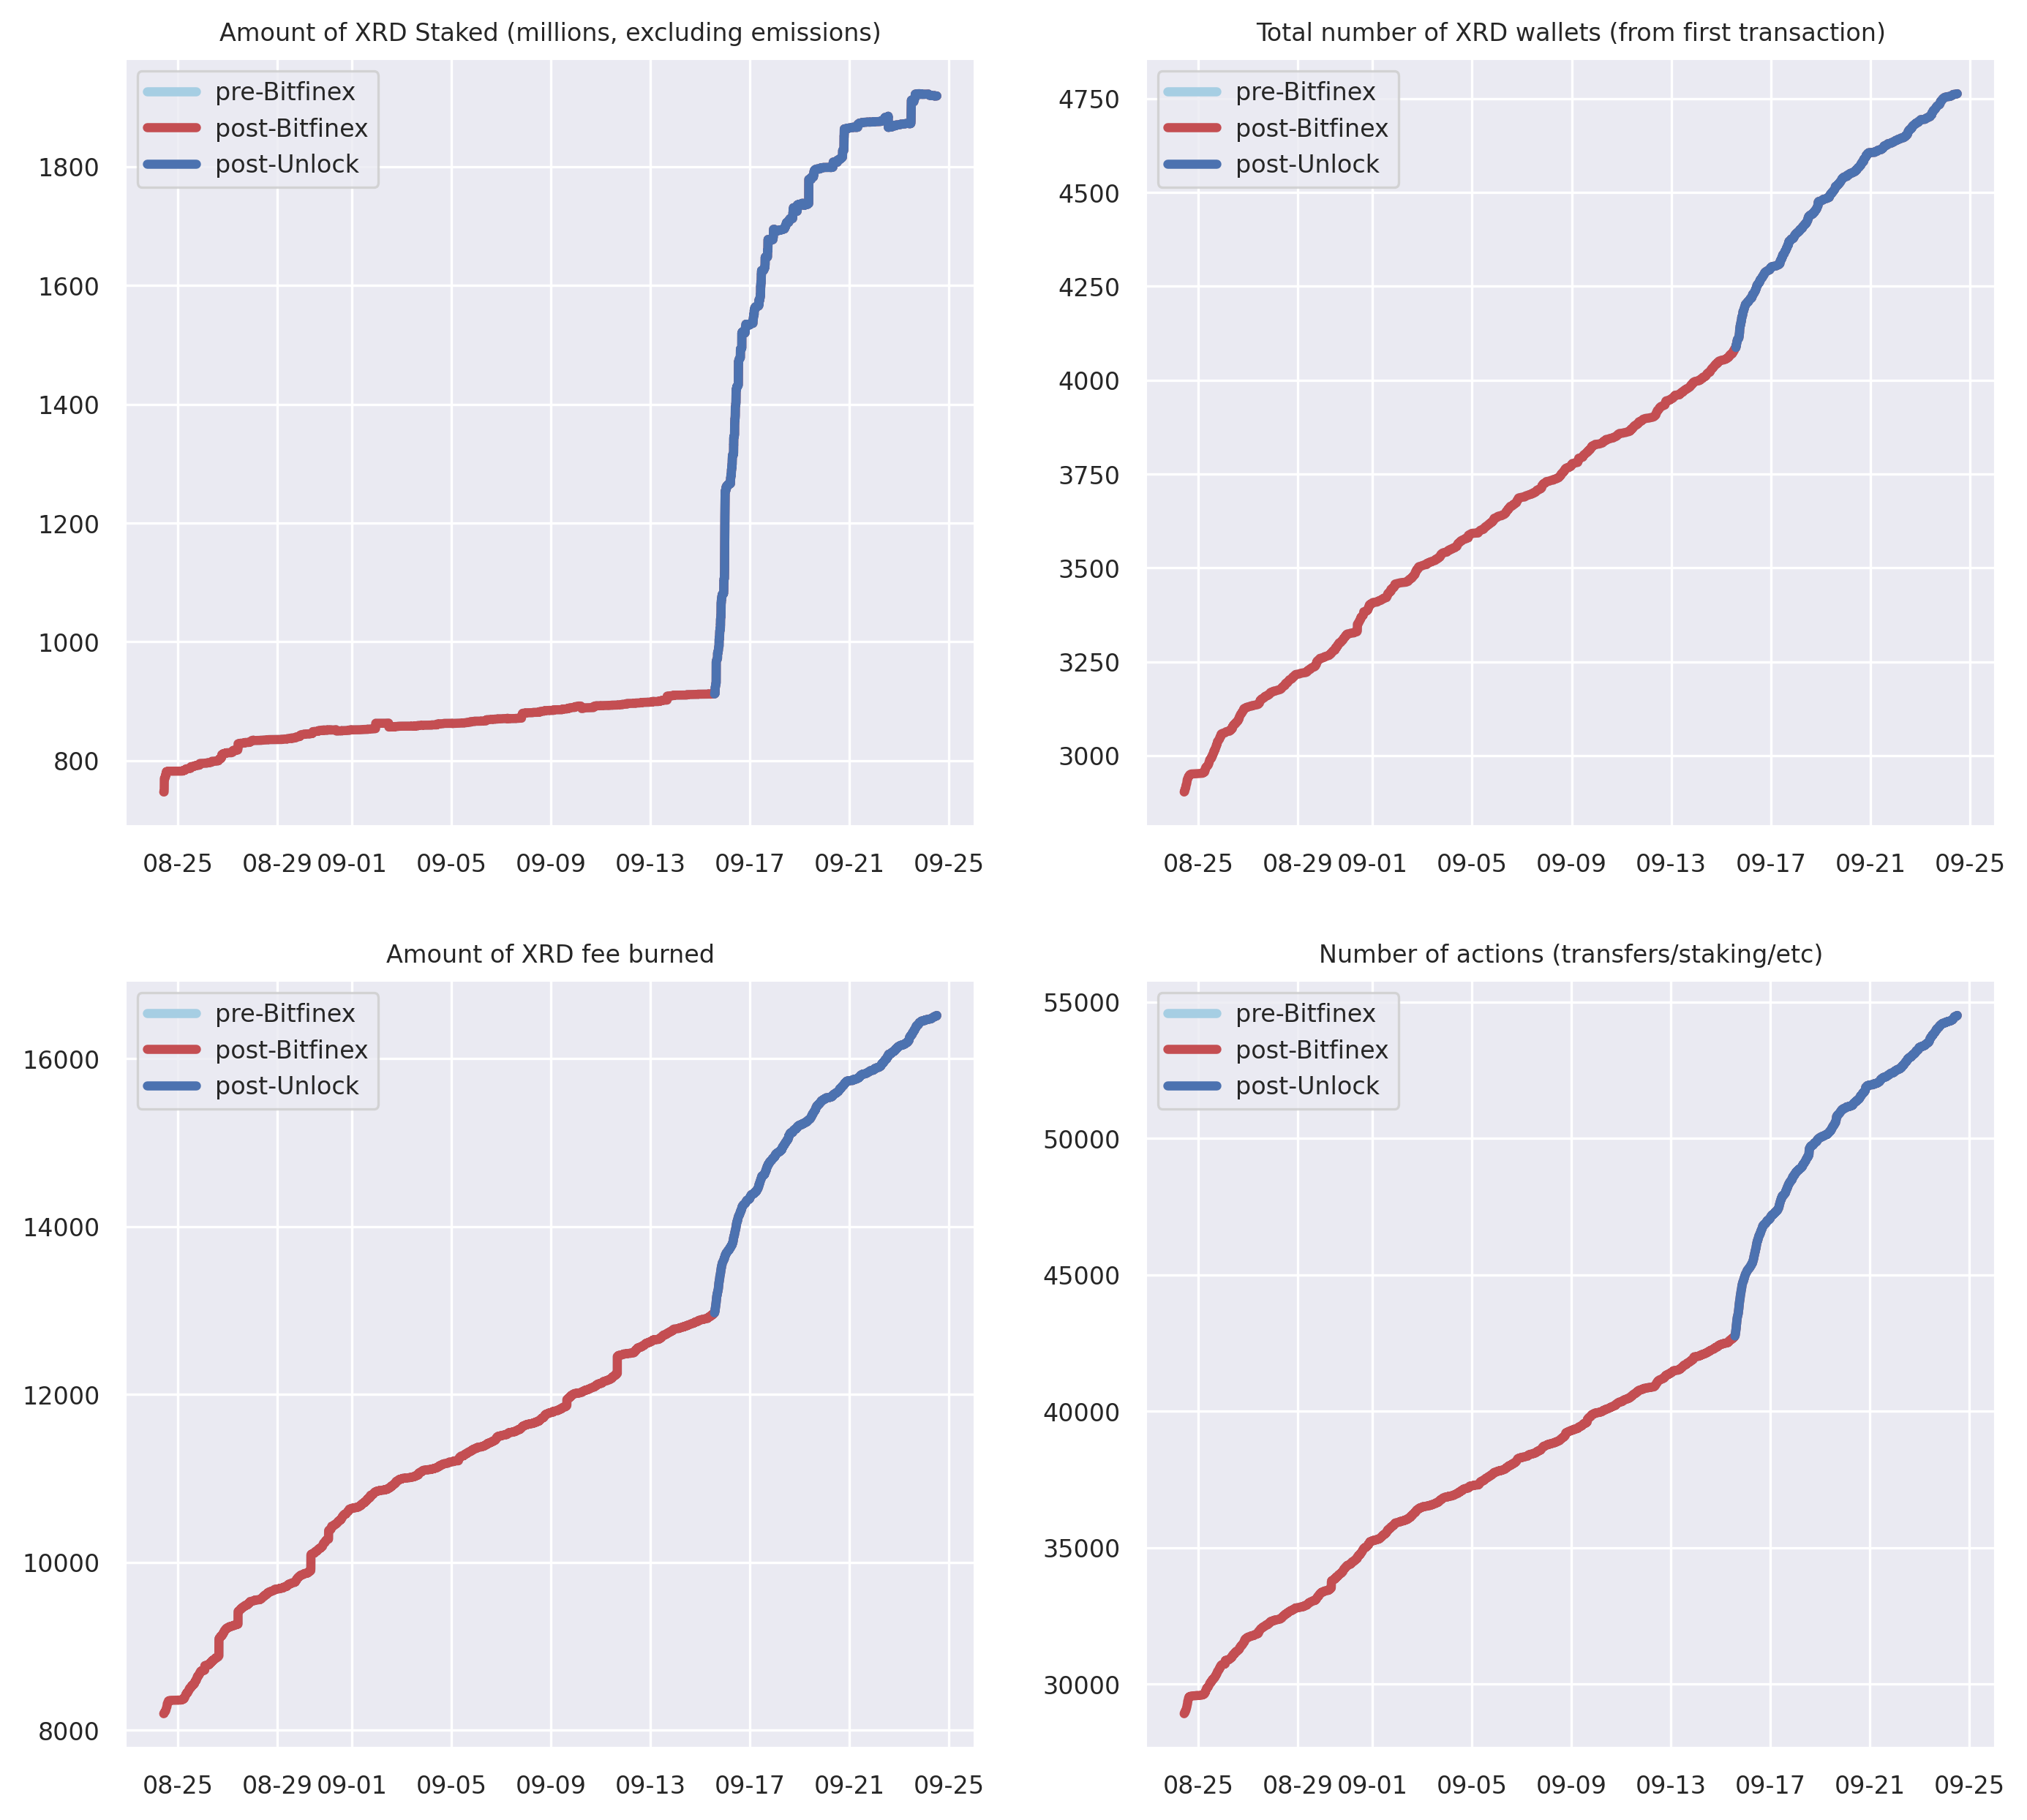 Amount of XRD Staked (millions, excluding emissions)
pre-Bitfinex
post-Bitfinex
post-Unlock
1800
1600
1400
1200
1000
800
08-25 08-29 09-01 09-05 09-09 09-13 09-17 09-21 09-25
Total number of XRD wallets (from first transaction)
pre-Bitfinex
post-Bitfinex
post-Unlock
4750
4500
4250
4000
3750
3500
3250
3000
08-25 08-29 09-01 09-05 09-09 09-13 09-17 09-21 09-25
Amount of XRD fee burned
pre-Bitfinex
post-Bitfinex
post-Unlock
16000
14000
12000
10000
8000
08-25 08-29 09-01 09-05 09-09 09-13 09-17 09-21 09-25
Number of actions (transfers/staking/etc)
pre-Bitfinex
post-Bitfinex
post-Unlock
55000
50000
45000
40000
35000
30000
08-25 08-29 09-01 09-05 09-09 09-13 09-17 09-21 09-25